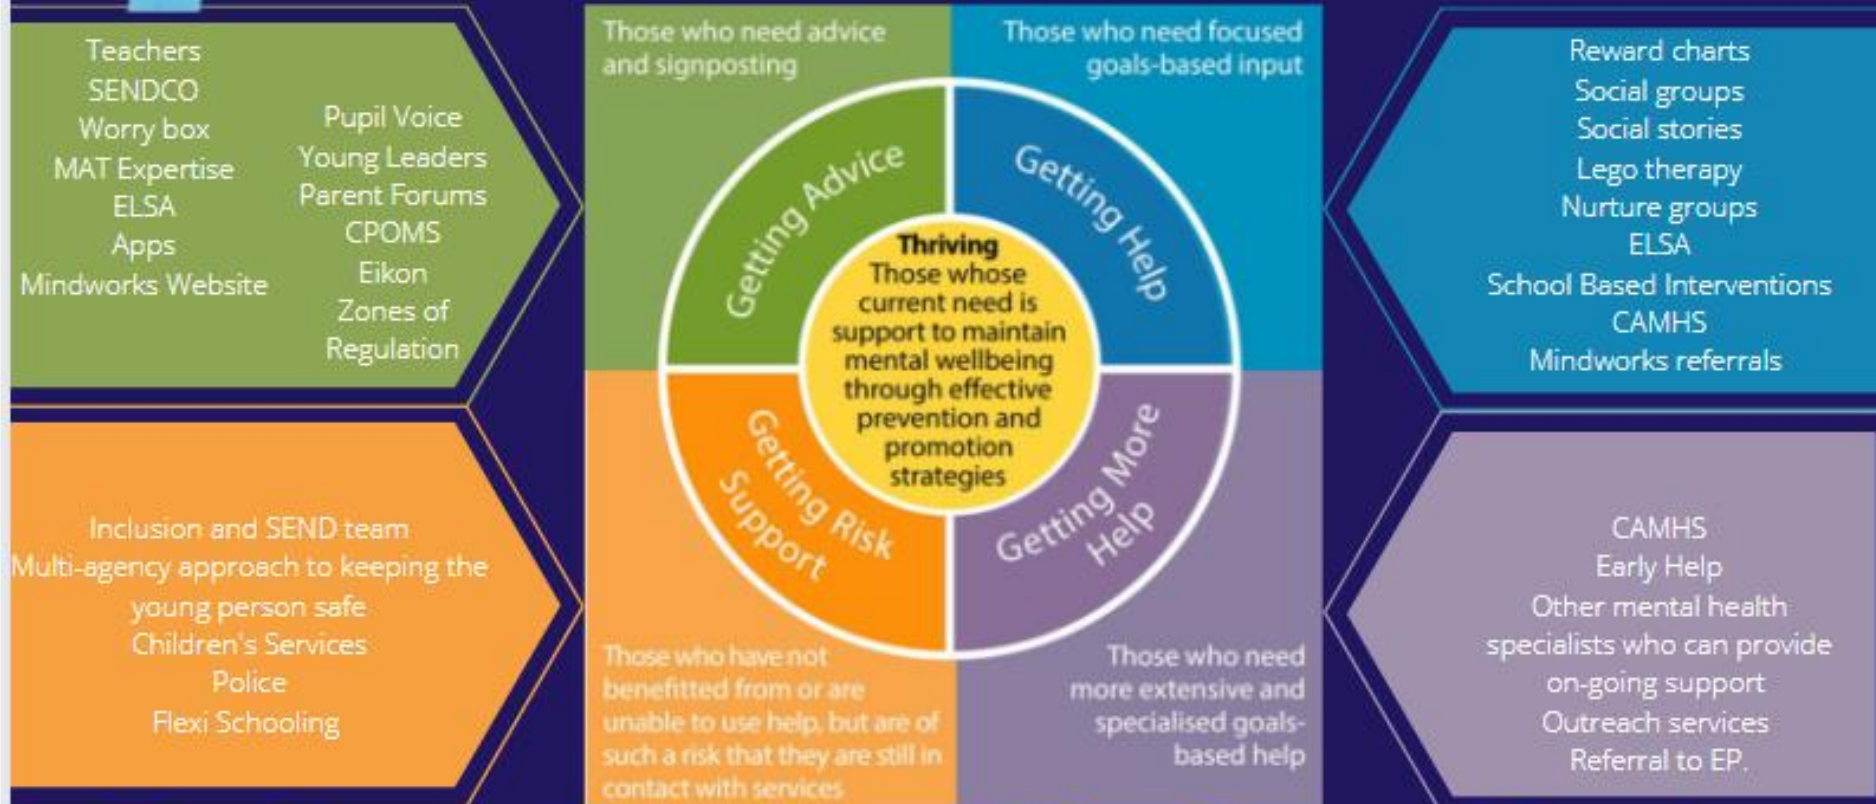 Teachers
SENDCO
Worry box
MAT Expertise
ELSA
Apps
Mindworks Website
Pupil Voice
Young Leaders
Parent Forums
CPOMS
Eikon
Zones of
Regulation
Those who need advice
and signposting
Those who need focused
goals-based input
Getting Advice
Getting Help
Thriving
Those whose
current need is
support to maintain
mental wellbeing
through effective
prevention and
promotion
strategies
Getting Risk
Support
Getting More
Help
Those who have not
benefitted from or are
unable to use help, but are of
such a risk that they are still in
contact with services
Those who need
more extensive and
specialised goals-
based help
Reward charts
Social groups
Social stories
Lego therapy
Nurture groups
ELSA
School Based Interventions
CAMHS
Mindworks referrals
Inclusion and SEND team
Multi-agency approach to keeping the
young person safe
Children's Services
Police
Flexi Schooling
CAMHS
Early Help
Other mental health
specialists who can provide
on-going support
Outreach services
Referral to EP.